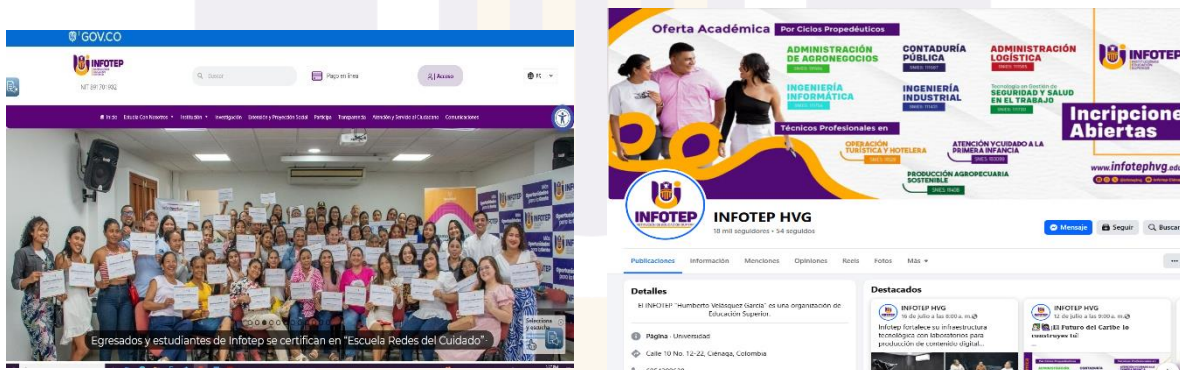 GOV.CO
INFOTEP
Buscar
Pago en línea
Acceso
Inicio Estudia Con Nosotros Institución Investigación Extensión y Proyección Social Participa Transparencia Atención y Servicio al Ciudadano Comunicaciones
Egresados y estudiantes de Infotep se certifican en "Escuela Redes del Cuidado"
Selecciona
y escucha
Oferta Académica Por Ciclos Propedéuticos
ADMINISTRACIÓN
DE AGRONEGOCIOS
CONTADURÍA
PÚBLICA
ADMINISTRACIÓN
LOGÍSTICA
INFOTEP
INGENIERÍA
INFORMÁTICA
INGENIERÍA
INDUSTRIAL
Tecnología en Gestión de
SEGURIDAD Y SALUD
EN EL TRABAJO
Incripcione
Abiertas
Técnicos Profesionales en
OPERACIÓN
TURÍSTICA Y HOTELERA
ATENCIÓN Y CUIDADO A LA
PRIMERA INFANCIA
PRODUCCIÓN AGROPECUARIA
SOSTENIBLE
www.infotephvg.edu
INFOTEP
INFOTEP HVG
18 mil seguidores • 54 seguidos
Mensaje
Seguir
Buscar
Publicaciones Información Menciones Opiniones Reels Fotos Más
Detalles
El INFOTEP "Humberto Velásquez García" es una organización de
Educación Superior.
Página · Universidad
Calle 10 No. 12-22, Ciénaga, Colombia
Destacados
INFOTEP HVG
16 de julio a las 9:00 a. m.
Infotep fortalece su infraestructura
tecnológica con laboratorios para
producción de contenido digital...
INFOTEP HVG
12 de julio a las 9:00 a. m.
¡El Futuro del Caribe lo
construyes tú!
...